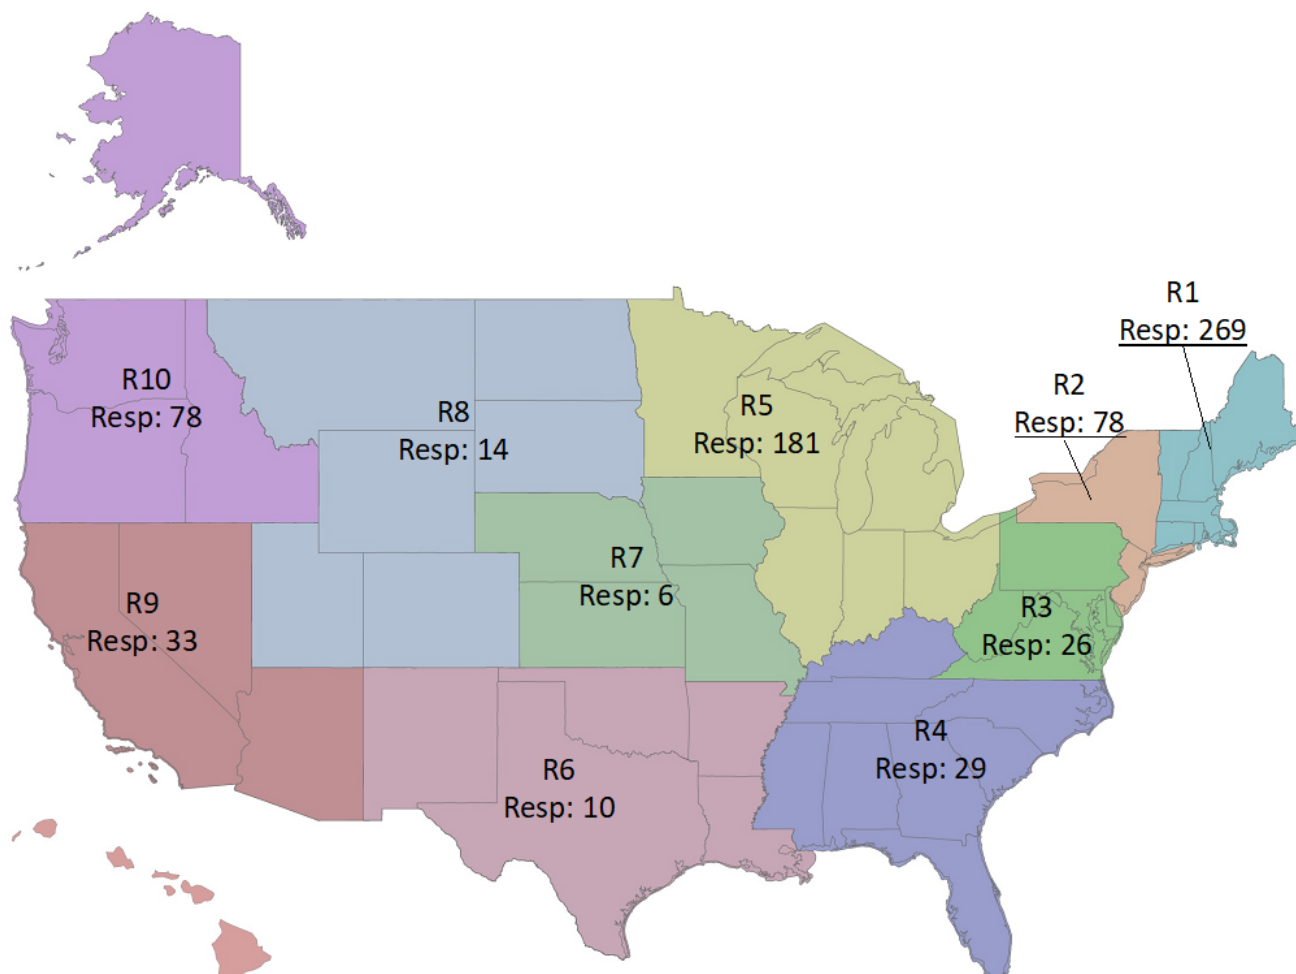 R1
Resp: 269
R2
Resp: 78
R10
Resp: 78
R8
Resp: 14
R5
Resp: 181
R7
Resp: 6
R9
Resp: 33
R3
Resp: 26
R4
Resp: 29
R6
Resp: 10